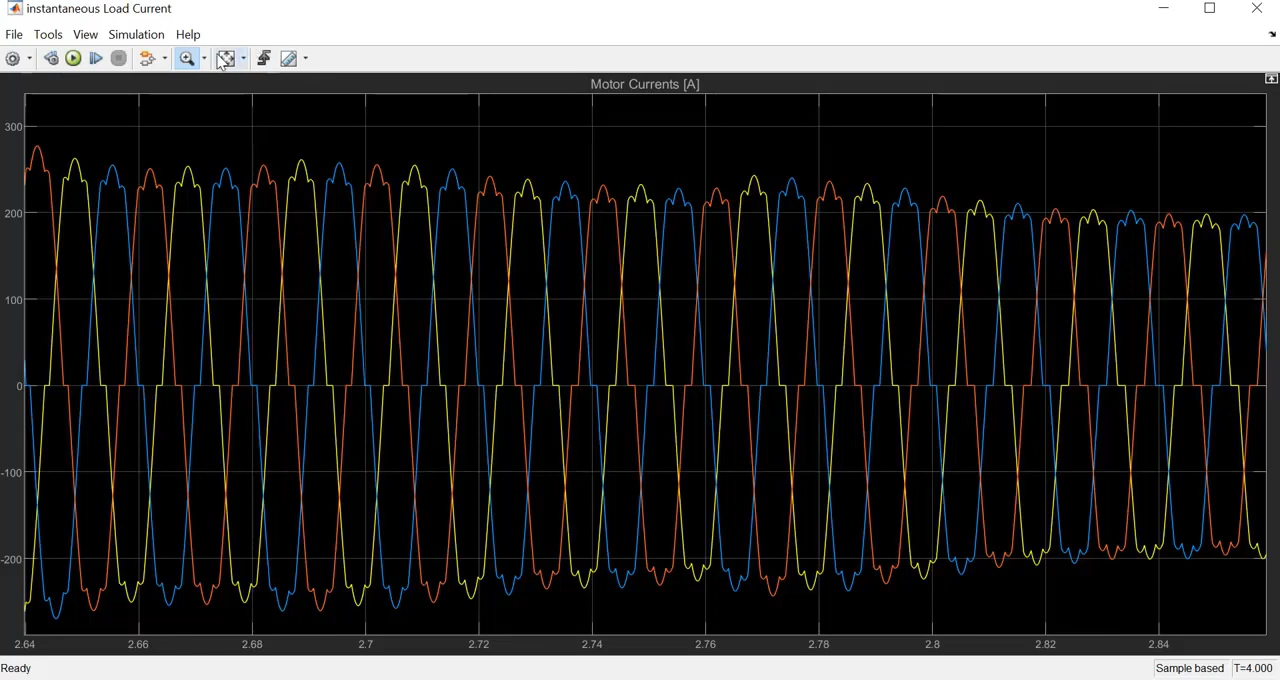 instantaneous Load Current
File Tools View Simulation Help
Motor Currents [A]
300
200
100
0
-100
-200
2.64 2.66 2.68 2.7 2.72 2.74 2.76 2.78 2.8 2.82 2.84
Ready Sample based T=4.000